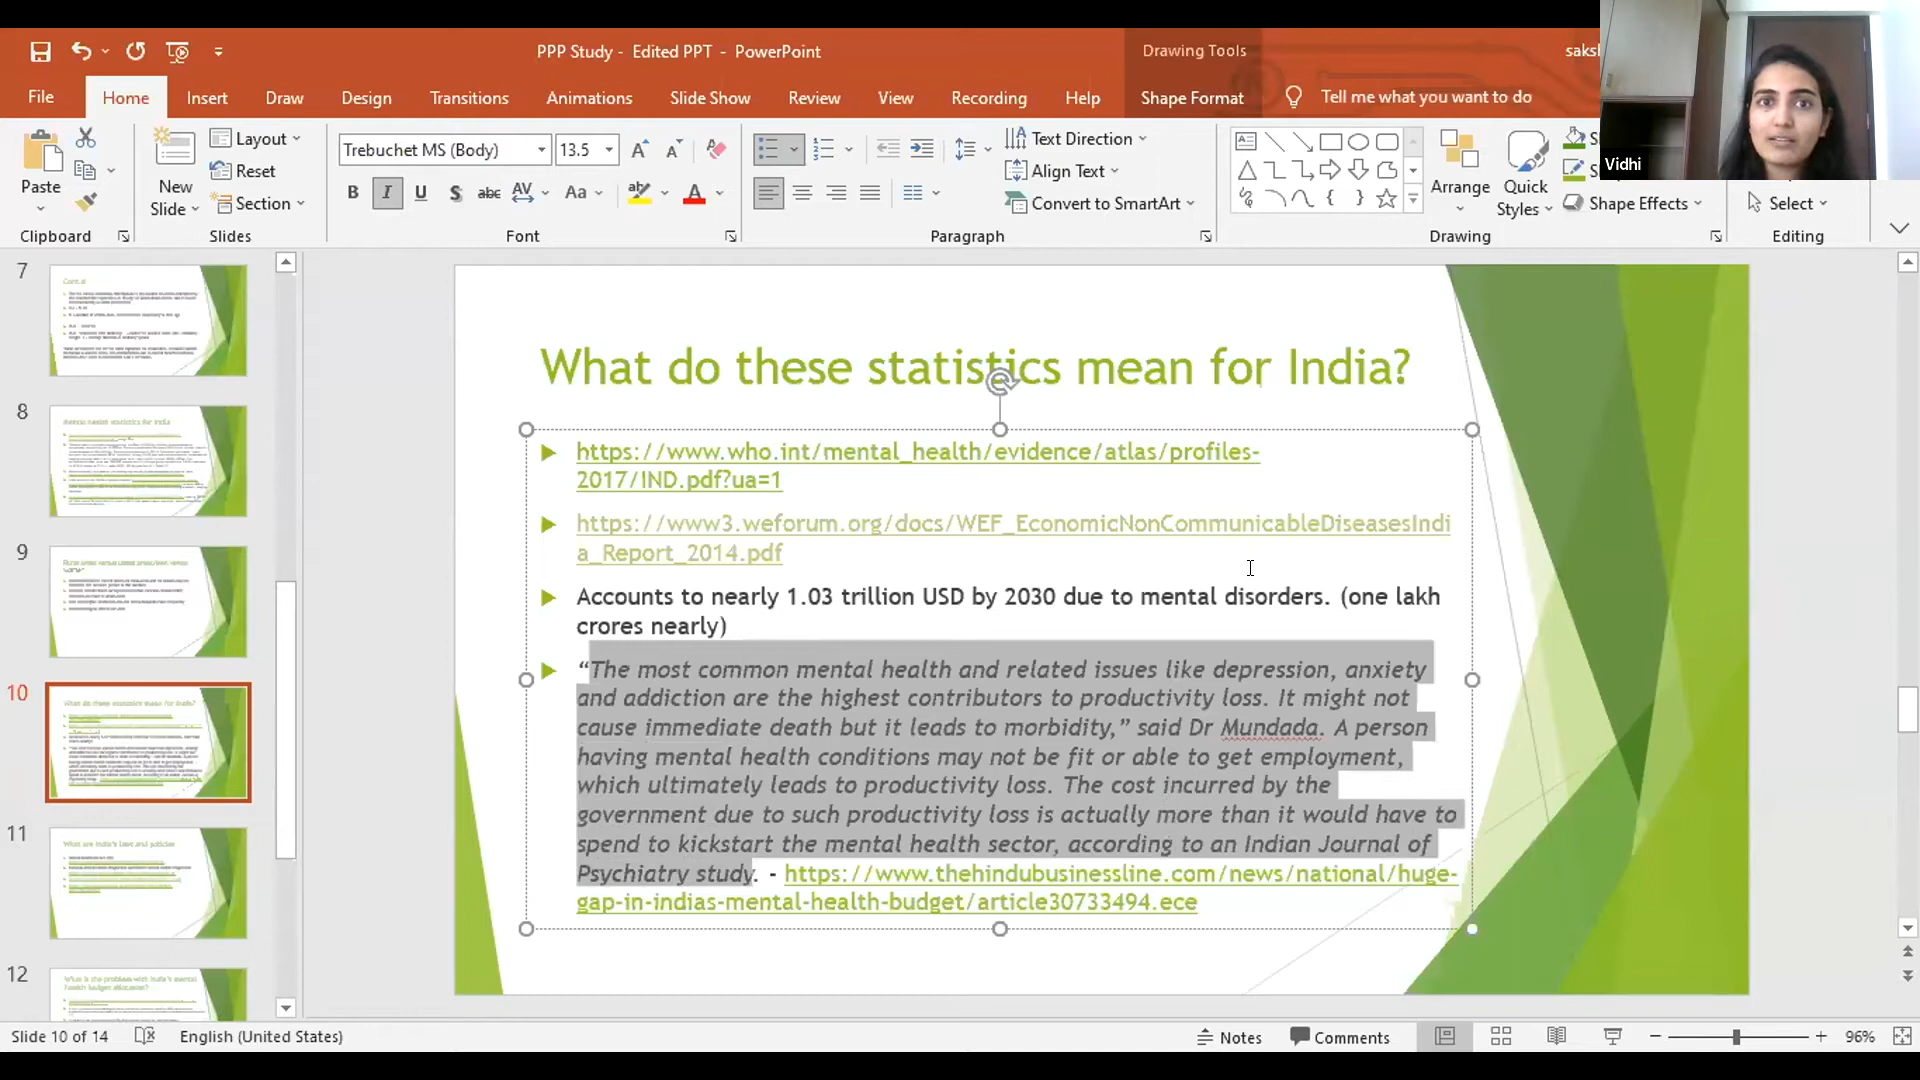 PPP Study - Edited PPT - PowerPoint
Drawing Tools
saks
File
Home
Insert
Draw
Design
Transitions
Animations
Slide Show
Review
View
Recording
Help
Shape Format
Tell me what you want to do
Paste
New
Slide
Layout
Reset
Section
Trebuchet MS (Body)
13.5
Text Direction
Align Text
Convert to SmartArt
Arrange
Quick
Styles
Shape Effects
Select
Vidhi
Clipboard
Slides
Font
Paragraph
Drawing
Editing
7
8
9
10
11
12
What do these statistics mean for India?
https://www.who.int/mental_health/evidence/atlas/profiles-
2017/IND.pdf?ua=1
https://www3.weforum.org/docs/WEF_EconomicNonCommunicableDiseasesIndi
a_Report_2014.pdf
Accounts to nearly 1.03 trillion USD by 2030 due to mental disorders. (one lakh
crores nearly)
“The most common mental health and related issues like depression, anxiety
and addiction are the highest contributors to productivity loss. It might not
cause immediate death but it leads to morbidity,” said Dr Mundada. A person
having mental health conditions may not be fit or able to get employment,
which ultimately leads to productivity loss. The cost incurred by the
government due to such productivity loss is actually more than it would have to
spend to kickstart the mental health sector, according to an Indian Journal of
Psychiatry study. - https://www.thehindubusinessline.com/news/national/huge-
gap-in-indias-mental-health-budget/article30733494.ece
Slide 10 of 14
English (United States)
Notes
Comments
96%